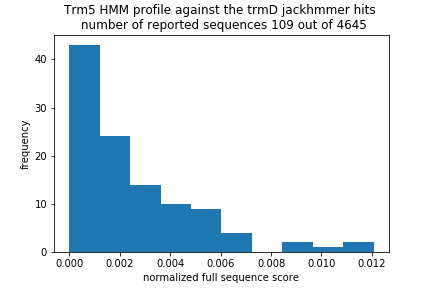 Trm5 HMM profile against the trmD jackhmmer hits
number of reported sequences 109 out of 4645
frequency
40
30
20
10
0
0.000 0.002 0.004 0.006 0.008 0.010 0.012
normalized full sequence score